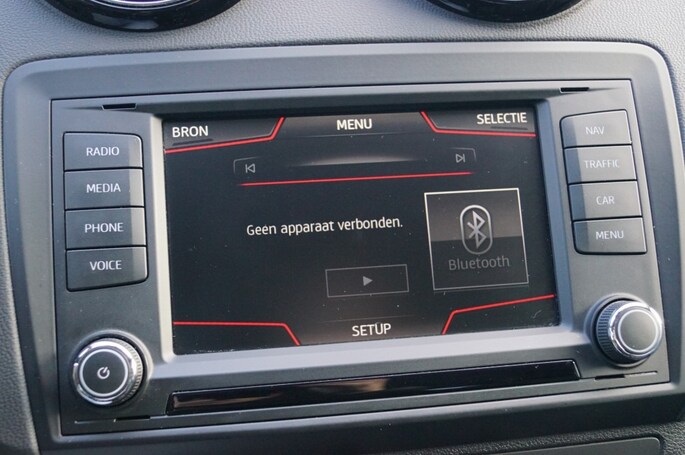 BRON
MENU
SELECTIE
Geen apparaat verbonden.
Bluetooth
SETUP
RADIO
MEDIA
PHONE
VOICE
NAV
TRAFFIC
CAR
MENU